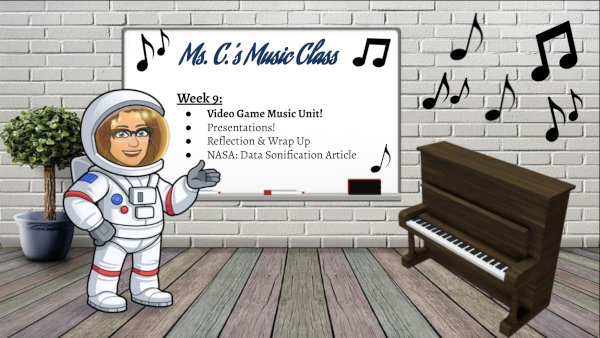 Ms. C.'s Music Class
Week 9:
● Video Game Music Unit!
● Presentations!
● Reflection & Wrap Up
● NASA: Data Sonification Article